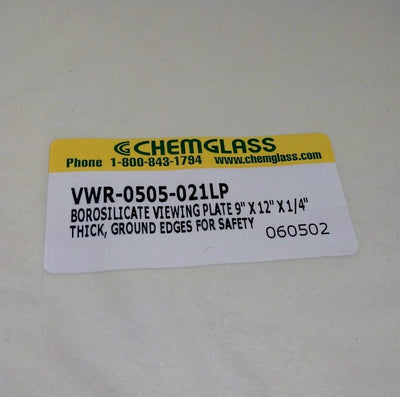 CG CHEMGLASS
Phone 1-800-843-1794 www.chemglass.com
VWR-0505-021LP
BOROSILICATE VIEWING PLATE 9" X 12" X 1/4"
THICK, GROUND EDGES FOR SAFETY 060502